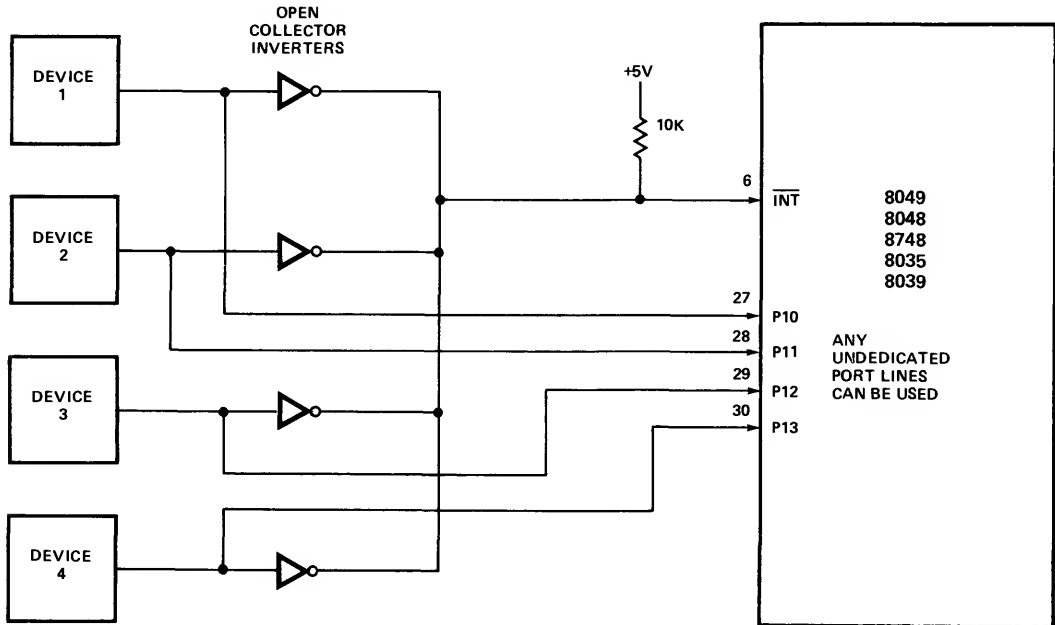 OPEN
COLLECTOR
INVERTERS
DEVICE
1
DEVICE
2
DEVICE
3
DEVICE
4
+5V
10K
6
INT
27
P10
28
P11
29
P12
30
P13
8049
8048
8748
8035
8039
ANY
UNDEDICATED
PORT LINES
CAN BE USED